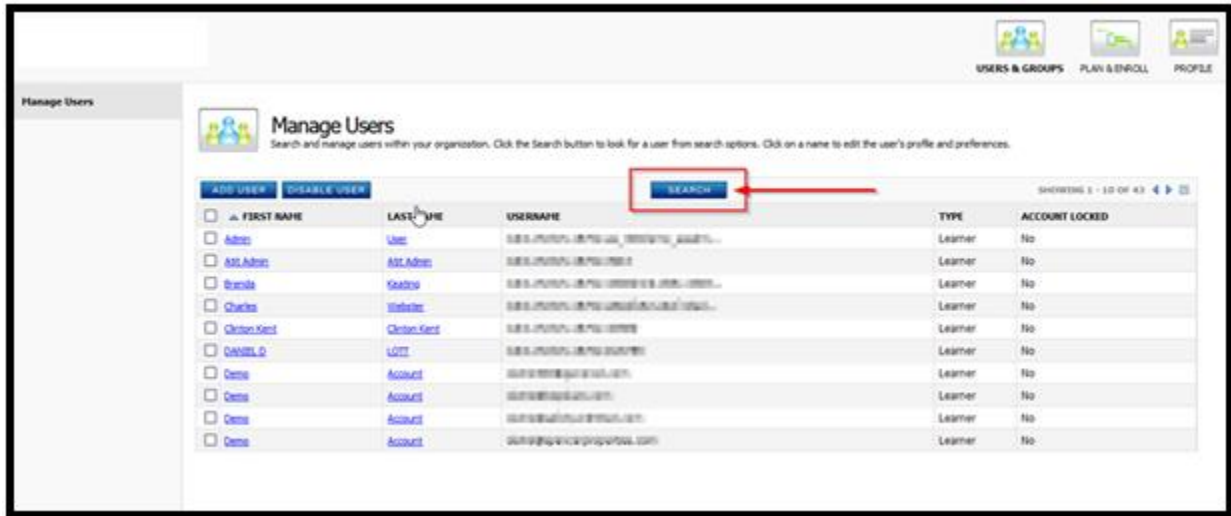 USERS & GROUPS PLAN & ENROLL PROFILE
Manage Users
Manage Users
Search and manage users within your organization. Click the Search button to look for a user from search options. Click on a name to edit the user's profile and preferences.
ADD USER DISABLE USER SEARCH SHOWING 1 - 10 OF 43
FIRST NAME LAST NAME USERNAME TYPE ACCOUNT LOCKED
Admin User Learner No
Atit Admin Atit Admin Learner No
Brenda Keating Learner No
Charles Webster Learner No
Clinton Kent Clinton Kent Learner No
DANIEL D LOTT Learner No
Demo Account Learner No
Demo Account Learner No
Demo Account Learner No
Demo Account Learner No